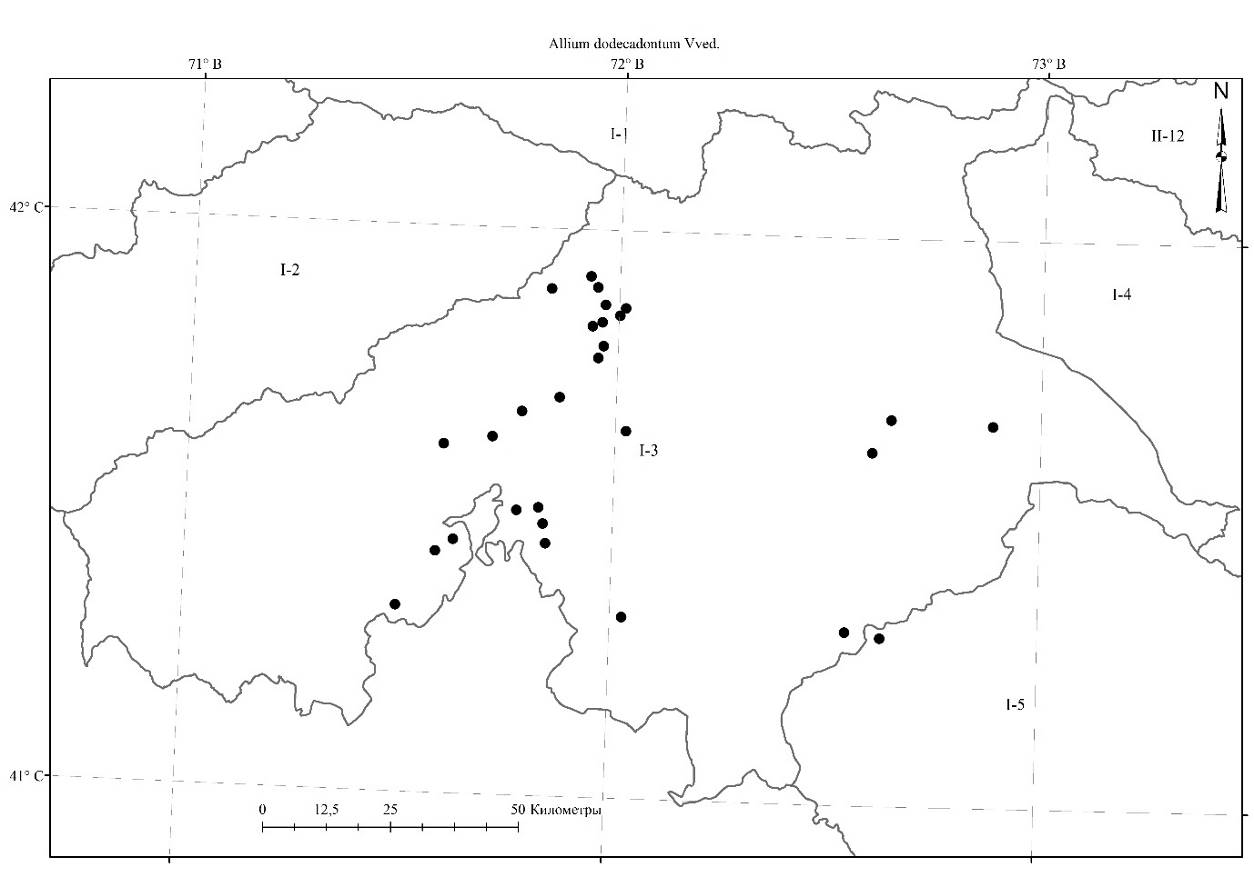 Allium dodecadontum Vved.
71° В
72° В
73° В
N
I-1
II-12
42° С
I-2
I-4
I-3
I-5
41° С
0 12,5 25 50 Километры